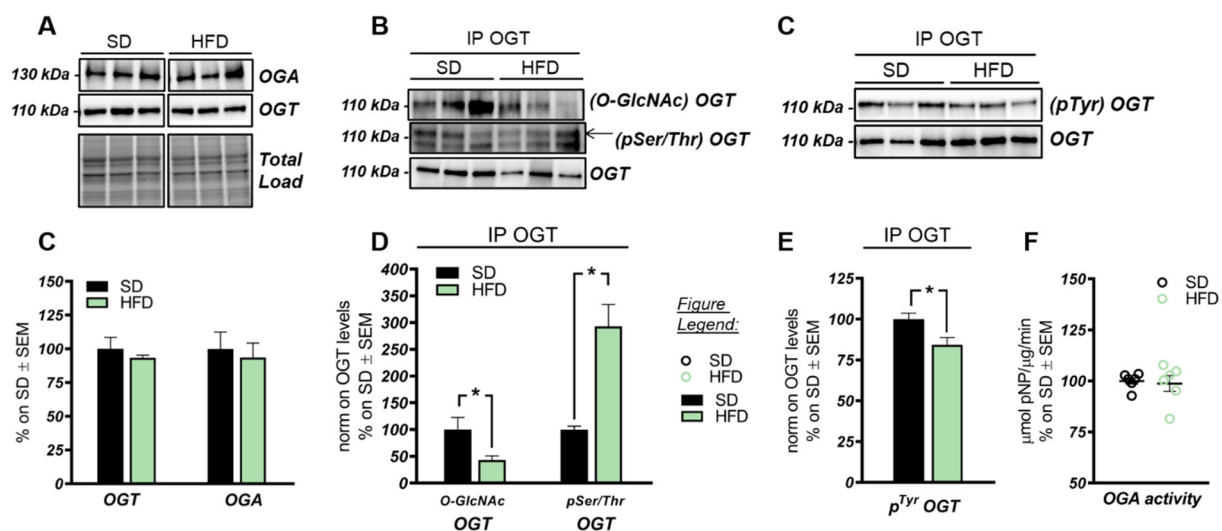 A
SD HFD
130 kDa - OGA
110 kDa - OGT
Total
Load
B
IP OGT
SD HFD
110 kDa - (O-GlcNAc) OGT
110 kDa - (pSer/Thr) OGT
110 kDa - OGT
C
IP OGT
SD HFD
110 kDa - (pTyr) OGT
110 kDa - OGT
C
% on SD ± SEM
150
125
100
75
50
25
0
SD
HFD
OGT OGA
D
IP OGT
norm on OGT levels
% on SD ± SEM
400
350
300
250
200
150
100
50
0
SD
HFD
*
*
O-GlcNAc pSer/Thr
OGT OGT
Figure
Legend:
SD
HFD
SD
HFD
E
IP OGT
norm on OGT levels
% on SD ± SEM
125
100
75
50
25
0
*
pTyr OGT
F
μmol pNP/μg/min
% on SD ± SEM
150
125
100
75
50
SD
HFD
OGA activity